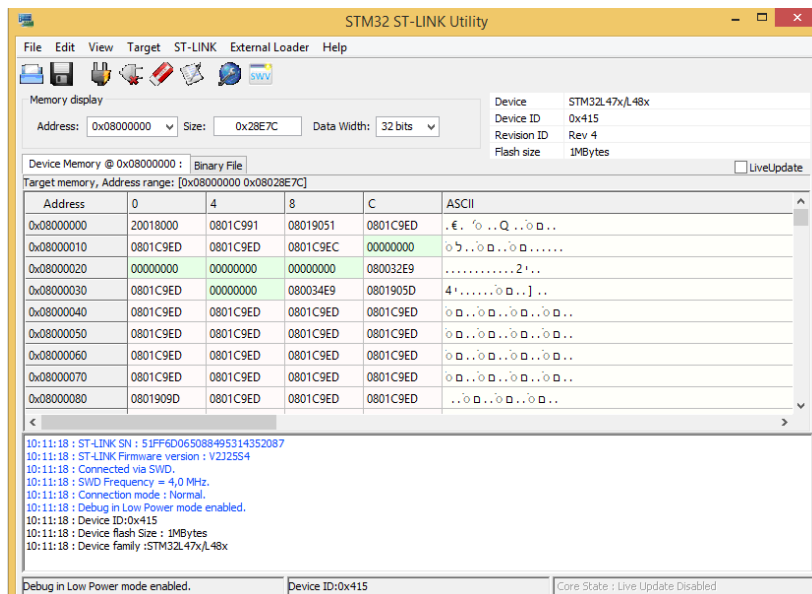 STM32 ST-LINK Utility
File Edit View Target ST-LINK External Loader Help
SWV
Memory display
Address: 0x08000000 Size: 0x28E7C Data Width: 32 bits
Device STM32L47x/L48x
Device ID 0x415
Revision ID Rev 4
Flash size 1MBytes
Device Memory @ 0x08000000 : Binary File
LiveUpdate
Target memory, Address range: [0x08000000 0x08028E7C]
Address 0 4 8 C ASCII
0x08000000 20018000 0801C991 08019051 0801C9ED
0x08000010 0801C9ED 0801C9ED 0801C9EC 00000000
0x08000020 00000000 00000000 00000000 080032E9
0x08000030 0801C9ED 00000000 080034E9 0801905D
0x08000040 0801C9ED 0801C9ED 0801C9ED 0801C9ED
0x08000050 0801C9ED 0801C9ED 0801C9ED 0801C9ED
0x08000060 0801C9ED 0801C9ED 0801C9ED 0801C9ED
0x08000070 0801C9ED 0801C9ED 0801C9ED 0801C9ED
0x08000080 0801909D 0801C9ED 0801C9ED 0801C9ED
10:11:18 : ST-LINK SN : 51FF6D065088495314352087
10:11:18 : ST-LINK Firmware version : V2J25S4
10:11:18 : Connected via SWD.
10:11:18 : SWD Frequency = 4,0 MHz.
10:11:18 : Connection mode : Normal.
10:11:18 : Debug in Low Power mode enabled.
10:11:18 : Device ID:0x415
10:11:18 : Device flash Size : 1MBytes
10:11:18 : Device family :STM32L47x/L48x
Debug in Low Power mode enabled. Device ID:0x415 Core State : Live Update Disabled